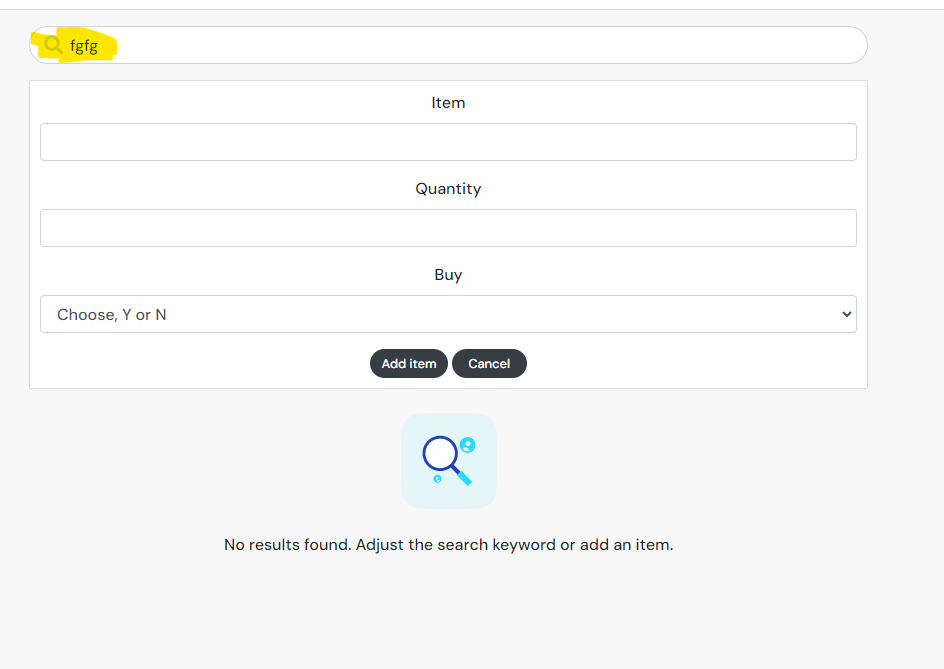 fgfg
Item
Quantity
Buy
Choose, Y or N
Add item Cancel
No results found. Adjust the search keyword or add an item.